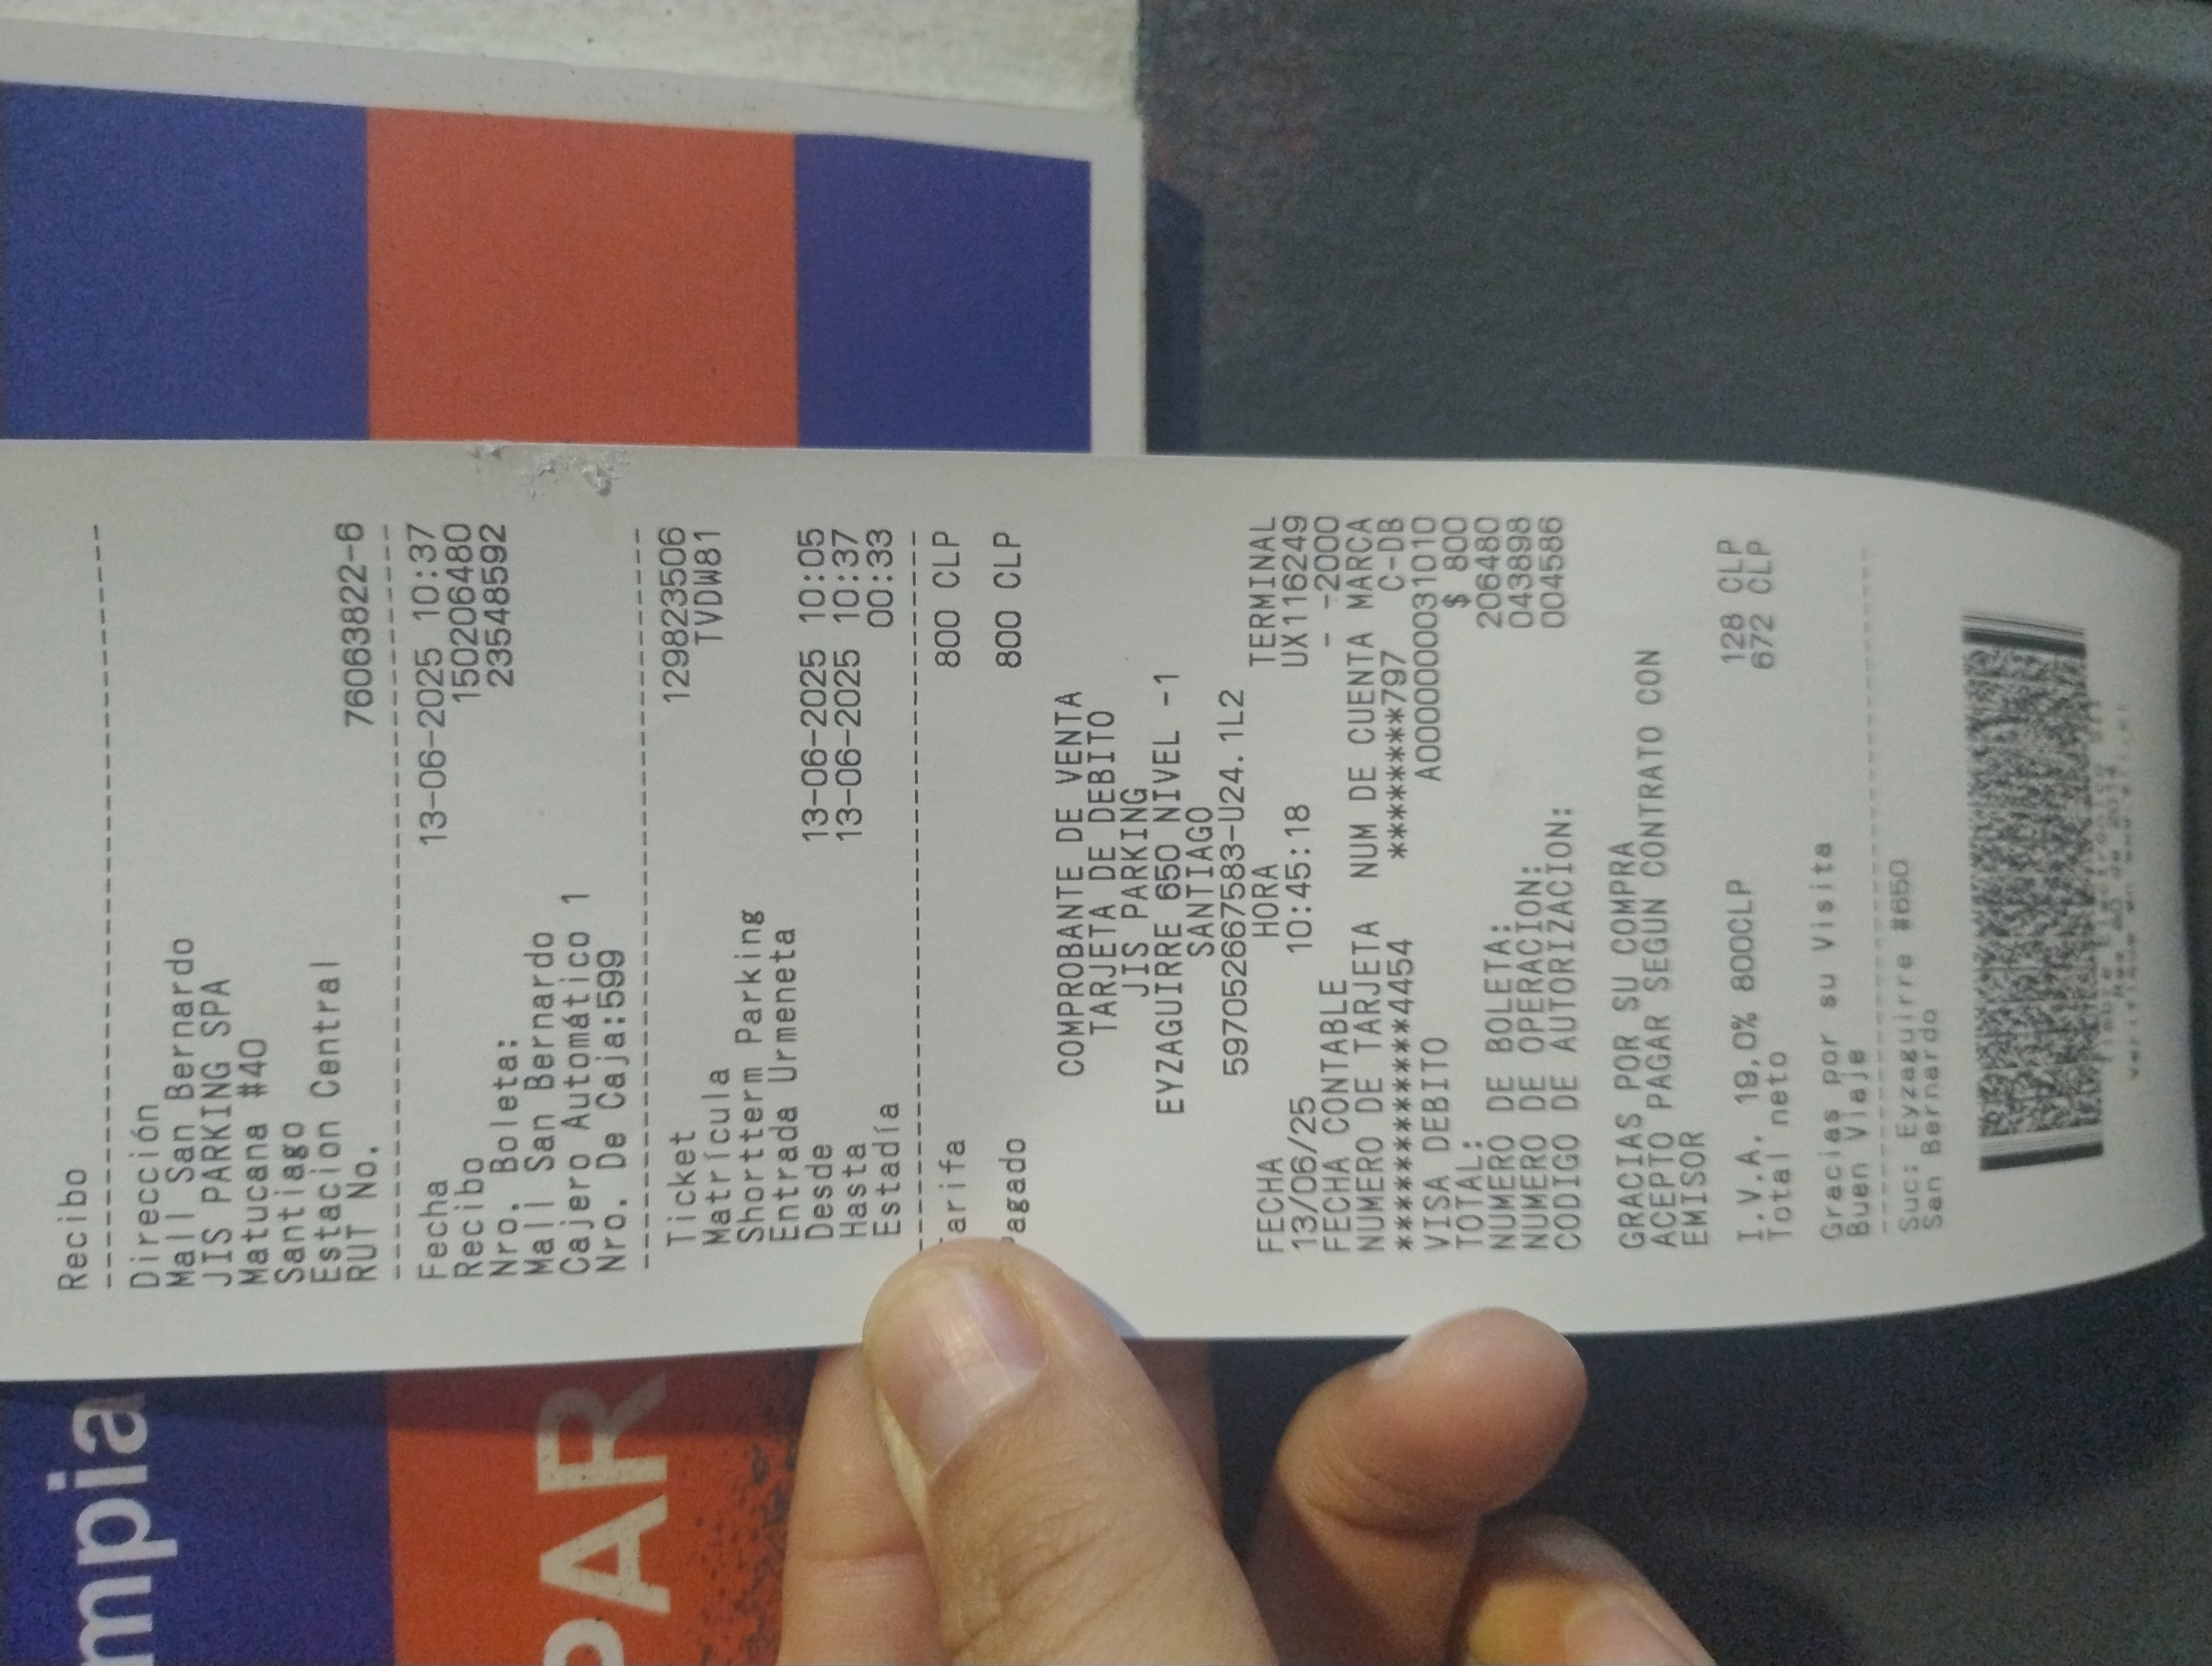 mpia
PAR
Recibo
Dirección
Mall San Bernardo
JIS PARKING SPA
Matucana #40
Santiago
Estacion Central
RUT No. 76063822-6
Fecha 13-06-2025 10:37
Recibo 150206480
Nro. Boleta: 23548592
Mall San Bernardo
Cajero Automático 1
Nro. De Caja:599
Ticket 129823506
Matrícula TVDW81
Shortterm Parking
Entrada Urmeneta
Desde 13-06-2025 10:05
Hasta 13-06-2025 10:37
Estadía 00:33
Tarifa 800 CLP
Pagado 800 CLP
COMPROBANTE DE VENTA
TARJETA DE DEBITO
JIS PARKING
EYZAGUIRRE 650 NIVEL -1
SANTIAGO
597052667583-U24.1L2
FECHA HORA TERMINAL
13/06/25 10:45:18 UX116249
FECHA CONTABLE - -2000
NUMERO DE TARJETA NUM DE CUENTA MARCA
************4454 ********797 C-DB
VISA DEBITO A0000000031010
TOTAL: $ 800
NUMERO DE BOLETA: 206480
NUMERO DE OPERACION: 043898
CODIGO DE AUTORIZACION: 004586
GRACIAS POR SU COMPRA
ACEPTO PAGAR SEGUN CONTRATO CON
EMISOR
I.V.A. 19,0% 800CLP 128 CLP
Total neto 672 CLP
Gracias por su Visita
Buen Viaje
Suc: Eyzaguirre #650
San Bernardo
Timbre Electrónico SII
Res 80 de 2014
Verifique en www.sii.cl